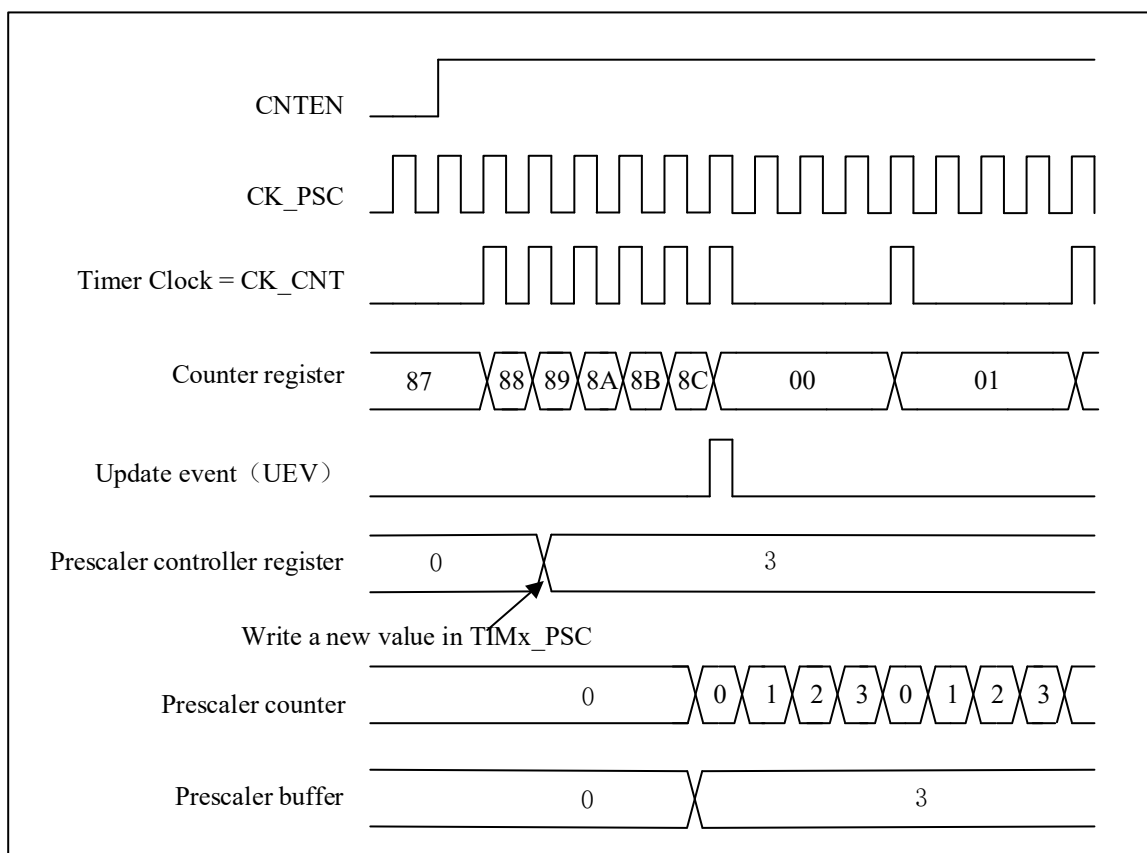 CNTEN
CK_PSC
Timer Clock = CK_CNT
Counter register
87 88 89 8A 8B 8C 00 01
Update event（UEV）
Prescaler controller register
0 3
Write a new value in TIMx_PSC
Prescaler counter
0 0 1 2 3 0 1 2 3
Prescaler buffer
0 3